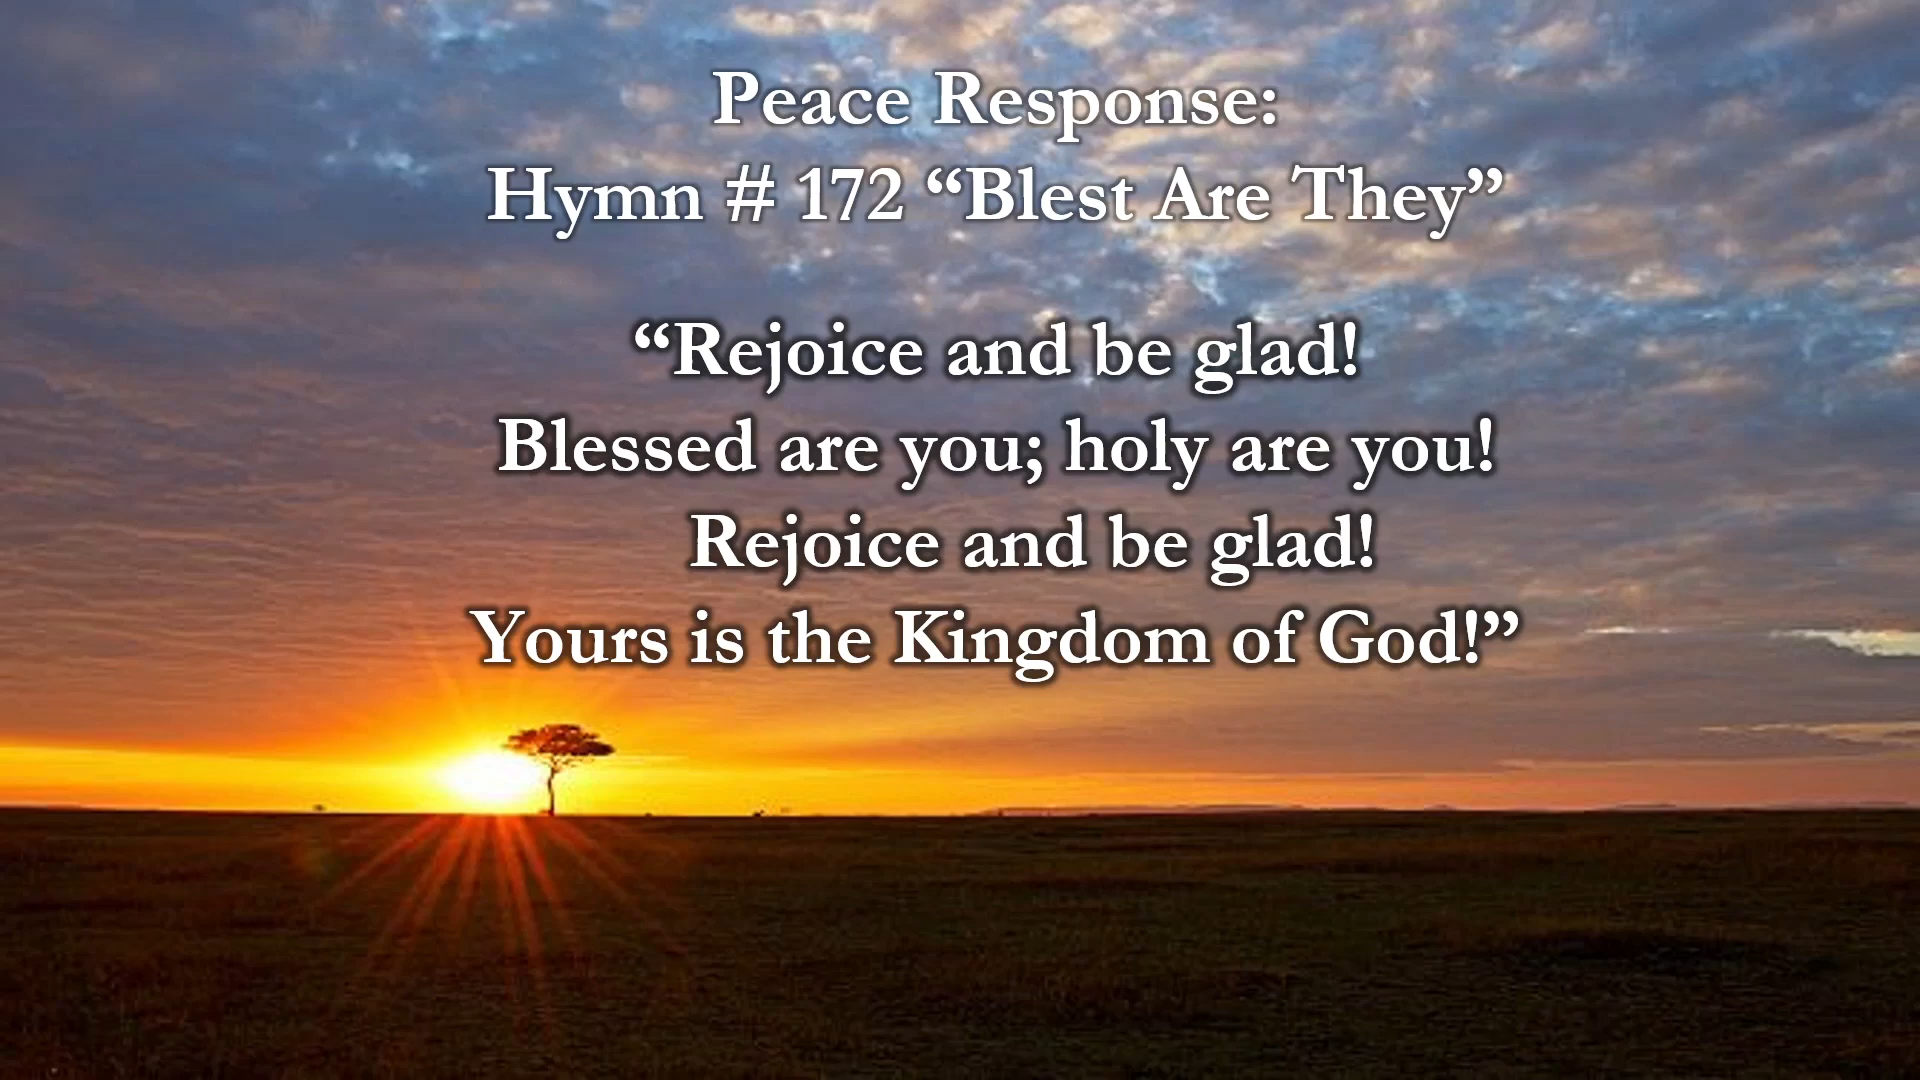 Peace Response:
Hymn # 172 “Blest Are They”
“Rejoice and be glad!
Blessed are you; holy are you!
Rejoice and be glad!
Yours is the Kingdom of God!”